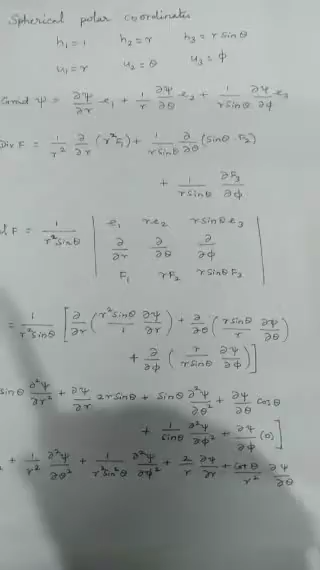 Spherical polar coordinates
h₁ = 1 h₂ = r h₃ = r sinθ
u₁ = r u₂ = θ u₃ = ϕ
Grad ψ = ∂ψ/∂r e₁ + 1/r ∂ψ/∂θ e₂ + 1/(r sinθ) ∂ψ/∂ϕ e₃
Div F = 1/r² ∂/∂r (r² F₁) + 1/(r sinθ) ∂/∂θ (sinθ · F₂)
+ 1/(r sinθ) ∂F₃/∂ϕ
l F = 1/(r² sinθ) | e₁ re₂ r sinθ e₃ |
| ∂/∂r ∂/∂θ ∂/∂ϕ |
| F₁ rF₂ r sinθ F₃ |
= 1/(r² sinθ) [ ∂/∂r ( r² sinθ/1 ∂ψ/∂r ) + ∂/∂θ ( r sinθ/r ∂ψ/∂θ )
+ ∂/∂ϕ ( r/(r sinθ) ∂ψ/∂ϕ ) ]
sinθ ∂²ψ/∂r² + ∂ψ/∂r 2r sinθ + sinθ ∂²ψ/∂θ² + ∂ψ/∂θ cosθ
+ 1/sinθ ∂²ψ/∂ϕ² + ∂ψ/∂ϕ (0) ]
+ 1/r² ∂²ψ/∂θ² + 1/(r² sin²θ) ∂²ψ/∂ϕ² + 2/r ∂ψ/∂r + cotθ/r² ∂ψ/∂θ